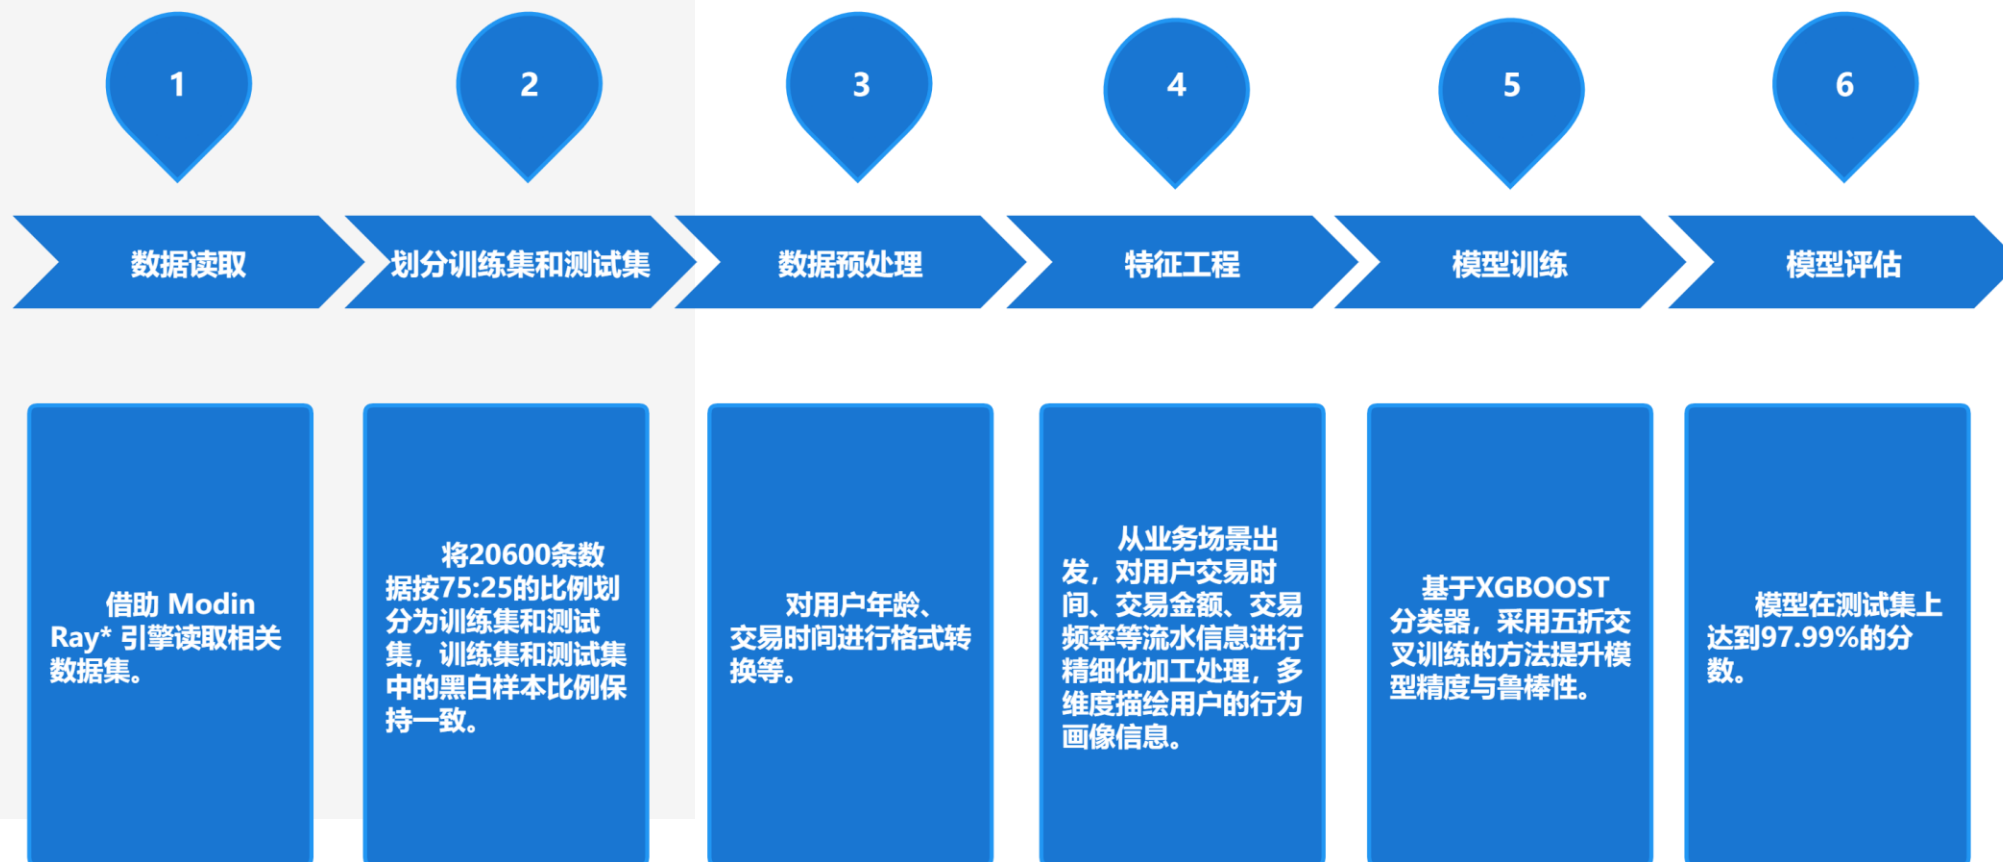 1
2
3
4
5
6
数据读取
划分训练集和测试集
数据预处理
特征工程
模型训练
模型评估
借助 Modin
Ray* 引擎读取相关
数据集。
将20600条数
据按75:25的比例划
分为训练集和测试
集，训练集和测试集
中的黑白样本比例保
持一致。
对用户年龄、
交易时间进行格式转
换等。
从业务场景出
发，对用户交易时
间、交易金额、交易
频率等流水信息进行
精细化加工处理，多
维度描绘用户的行为
画像信息。
基于XGBOOST
分类器，采用五折交
叉训练的方法提升模
型精度与鲁棒性。
模型在测试集上
达到97.99%的分
数。